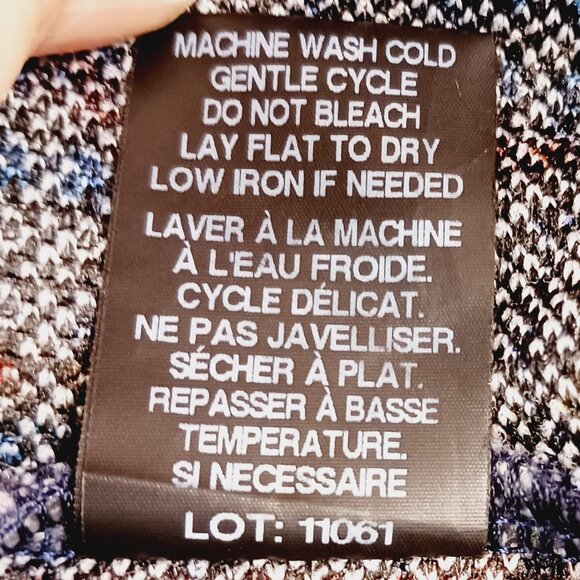 MACHINE WASH COLD
GENTLE CYCLE
DO NOT BLEACH
LAY FLAT TO DRY
LOW IRON IF NEEDED
LAVER À LA MACHINE
À L'EAU FROIDE.
CYCLE DÉLICAT.
NE PAS JAVELLISER.
SÉCHER À PLAT.
REPASSER À BASSE
TEMPERATURE.
SI NECESSAIRE
LOT: 11061